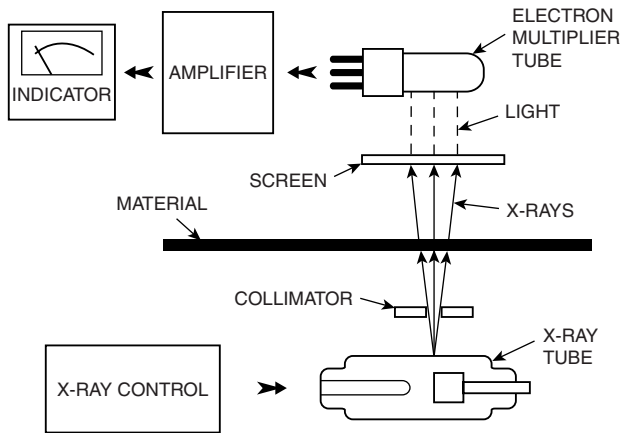 ELECTRON
MULTIPLIER
TUBE
AMPLIFIER
INDICATOR
LIGHT
SCREEN
MATERIAL
X-RAYS
COLLIMATOR
X-RAY
TUBE
X-RAY CONTROL